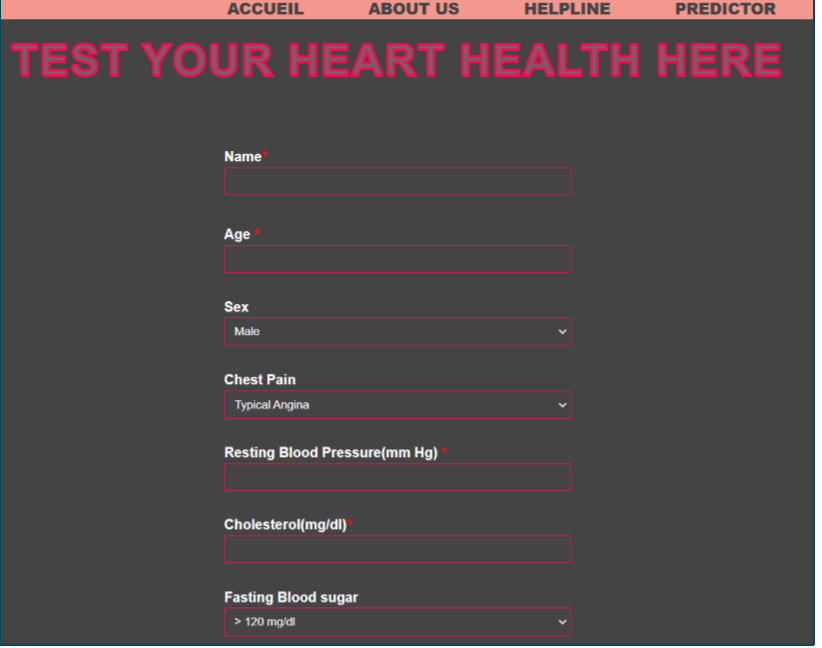 ACCUEIL ABOUT US HELPLINE PREDICTOR
TEST YOUR HEART HEALTH HERE
Name*
Age *
Sex
Male
Chest Pain
Typical Angina
Resting Blood Pressure(mm Hg) *
Cholesterol(mg/dl)*
Fasting Blood sugar
> 120 mg/dl